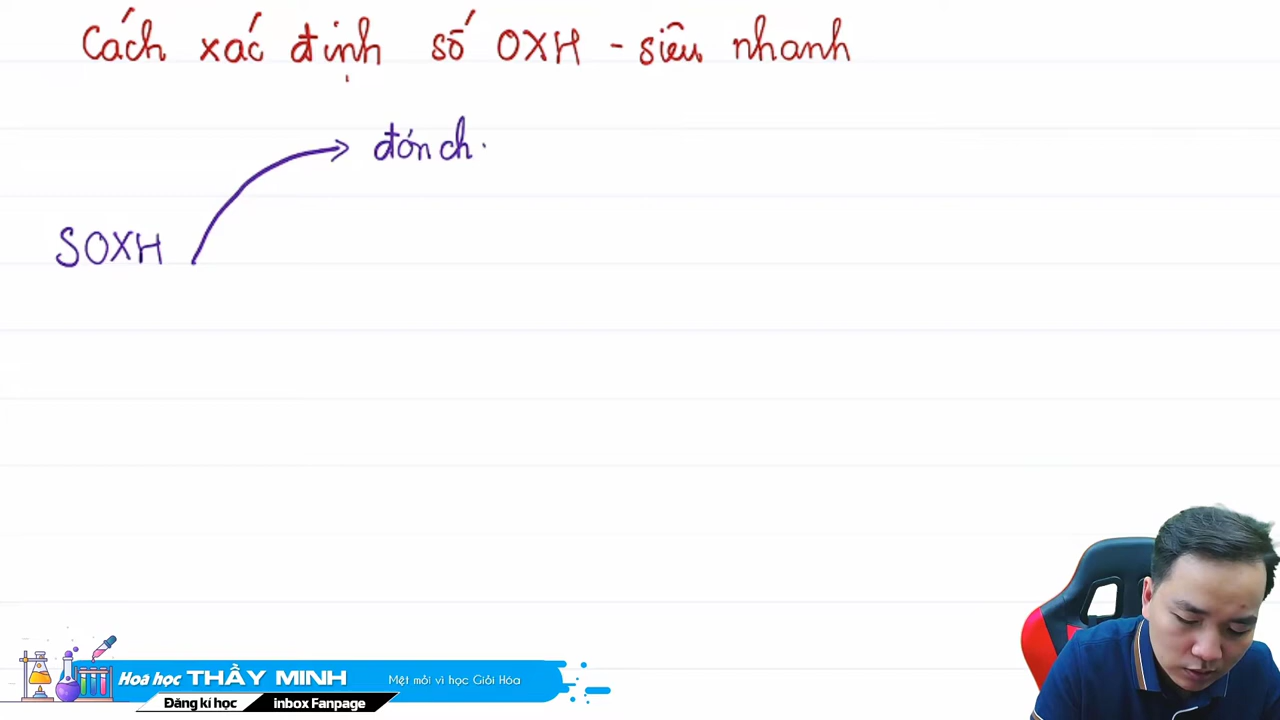 Cách xác định số OXH - siêu nhanh
đơn ch
SOXH
Hoá học THẦY MINH
Mệt mỏi vì học Giỏi Hóa
Đăng kí học inbox Fanpage